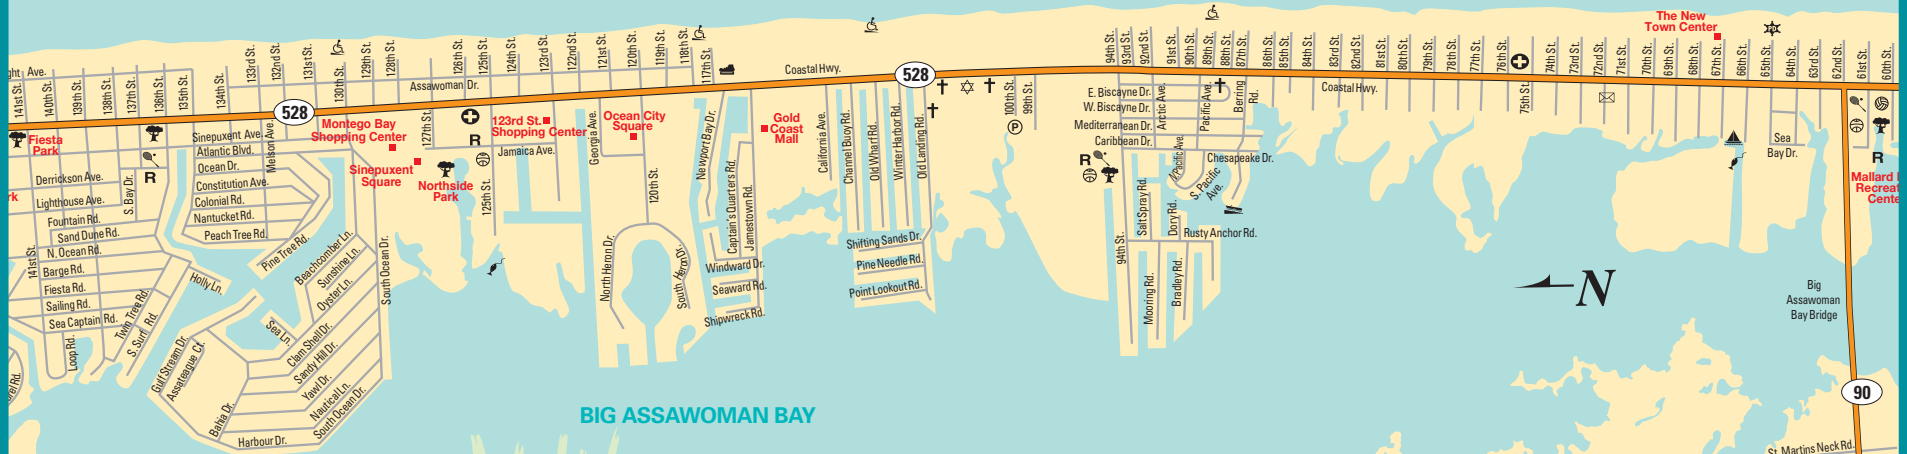 ght Ave.
141st St.
140th St.
139th St.
138th St.
137th St.
136th St.
135th St.
134th St.
133rd St.
132nd St.
131st St.
130th St.
129th St.
128th St.
Assawoman Dr.
127th St.
126th St.
125th St.
124th St.
123rd St.
122nd St.
121st St.
120th St.
119th St.
118th St.
117th St.
Coastal Hwy.
528
528
100th St.
99th St.
P
94th St.
93rd St.
92nd St.
91st St.
90th St.
89th St.
88th St.
87th St.
86th St.
85th St.
84th St.
83rd St.
82nd St.
81st St.
80th St.
79th St.
78th St.
77th St.
76th St.
75th St.
74th St.
73rd St.
72nd St.
71st St.
70th St.
69th St.
68th St.
67th St.
66th St.
65th St.
64th St.
63rd St.
62nd St.
61st St.
60th St.
Coastal Hwy.
The New
Town Center
Fiesta
Park
rk
Montego Bay
Shopping Center
Sinepuxent
Square
Northside
Park
123rd St.
Shopping Center
Ocean City
Square
Gold
Coast
Mall
Mallard
Recreat
Cente
R
R
R
R
Sinepuxent Ave.
Atlantic Blvd.
Ocean Dr.
Constitution Ave.
Colonial Rd.
Nantucket Rd.
Peach Tree Rd.
Melson Ave.
Derrickson Ave.
Lighthouse Ave.
S. Bay Dr.
Fountain Rd.
Sand Dune Rd.
N. Ocean Rd.
Barge Rd.
Fiesta Rd.
Sailing Rd.
Sea Captain Rd.
141st St.
Loop Rd.
Twin Tree Rd.
S. Surf Rd.
Holly Ln.
Pine Tree Rd.
Beachcomber Ln.
Sunshine Ln.
Oyster Ln.
Sea Ln.
Clam Shell Dr.
Sandy Hill Dr.
Yawl Dr.
Nautical Ln.
South Ocean Dr.
South Ocean Dr.
Gulf Stream Dr.
Assateague Ct.
Bahia Dr.
Harbour Dr.
Jamaica Ave.
125th St.
Georgia Ave.
120th St.
North Heron Dr.
South Heron Dr.
Newport Bay Dr.
Captain's Quarters Rd.
Jamestown Rd.
Windward Dr.
Seaward Rd.
Shipwreck Rd.
California Ave.
Channel Buoy Rd.
Old Wharf Rd.
Winter Harbor Rd.
Old Landing Rd.
Shifting Sands Dr.
Pine Needle Rd.
Point Lookout Rd.
E. Biscayne Dr.
W. Biscayne Dr.
Mediterranean Dr.
Caribbean Dr.
Arctic Ave.
Pacific Ave.
Berring
Rd.
N. Pacific Ave.
S. Pacific
Ave.
Chesapeake Dr.
Salt Spray Rd.
Dory Rd.
Rusty Anchor Rd.
94th St.
Mooring Rd.
Bradley Rd.
Sea
Bay Dr.
N
Big
Assawoman
Bay Bridge
90
St. Martins Neck Rd.
BIG ASSAWOMAN BAY